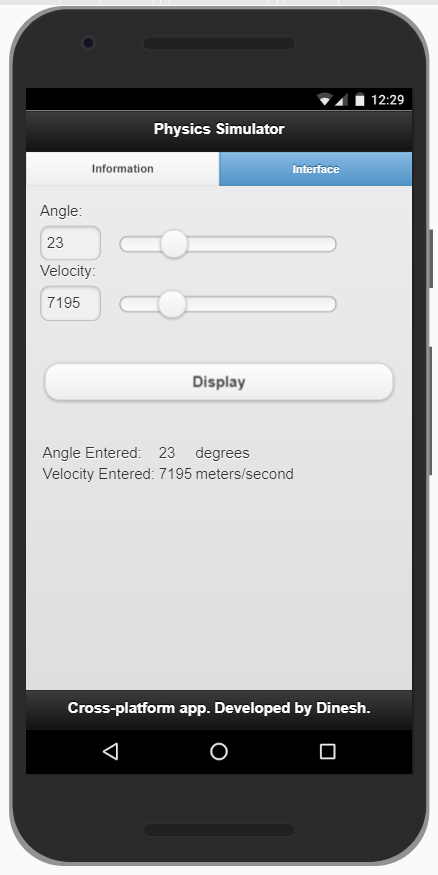 12:29
Physics Simulator
Information Interface
Angle:
23
Velocity:
7195
Display
Angle Entered: 23 degrees
Velocity Entered: 7195 meters/second
Cross-platform app. Developed by Dinesh.